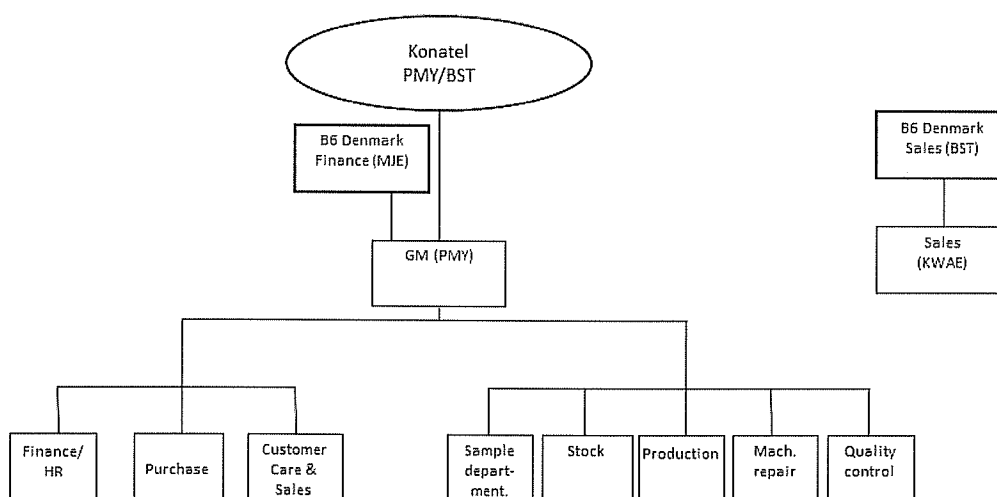 Konatel
PMY/BST
B6 Denmark
Finance (MJE)
B6 Denmark
Sales (BST)
GM (PMY)
Sales
(KWAE)
Finance/
HR
Purchase
Customer
Care &
Sales
Sample
depart-
ment.
Stock
Production
Mach.
repair
Quality
control